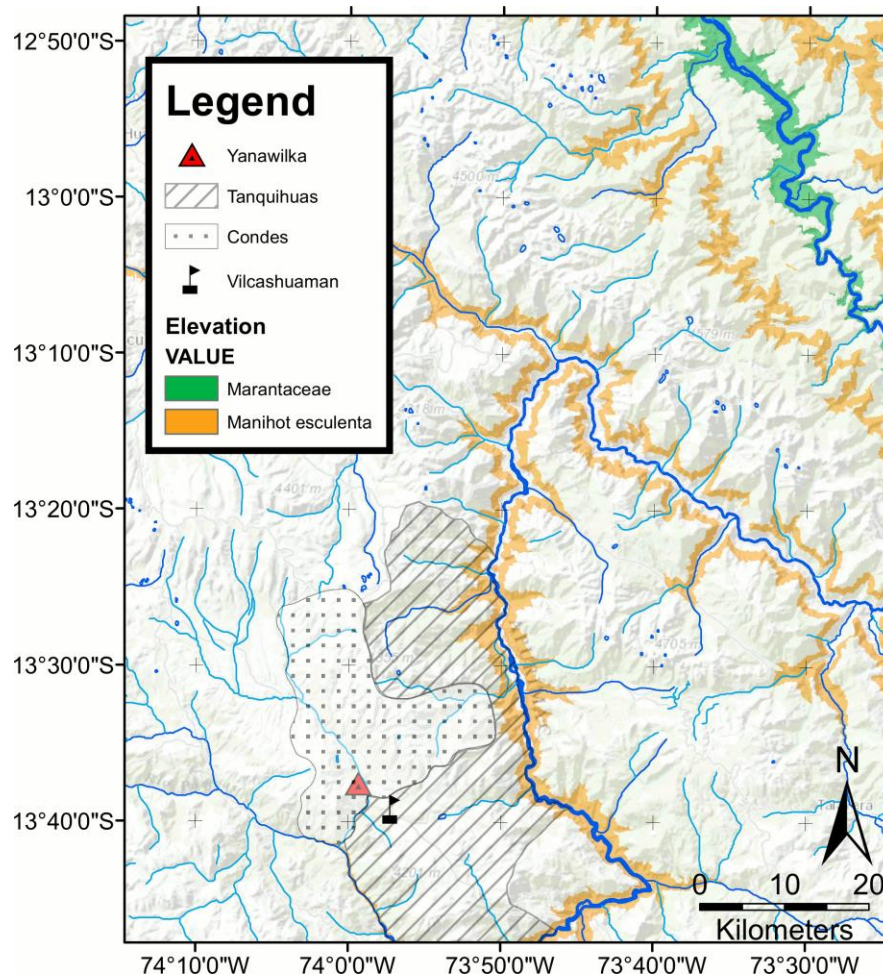 12°50'0"S
13°0'0"S
13°10'0"S
13°20'0"S
13°30'0"S
13°40'0"S
Legend
Yanawilka
Tanquihuas
Condes
Vilcashuaman
Elevation
VALUE
Marantaceae
Manihot esculenta
4500 m
4401 m
4201 m
N
0 10 20
Kilometers
74°10'0"W 74°0'0"W 73°50'0"W 73°40'0"W 73°30'0"W